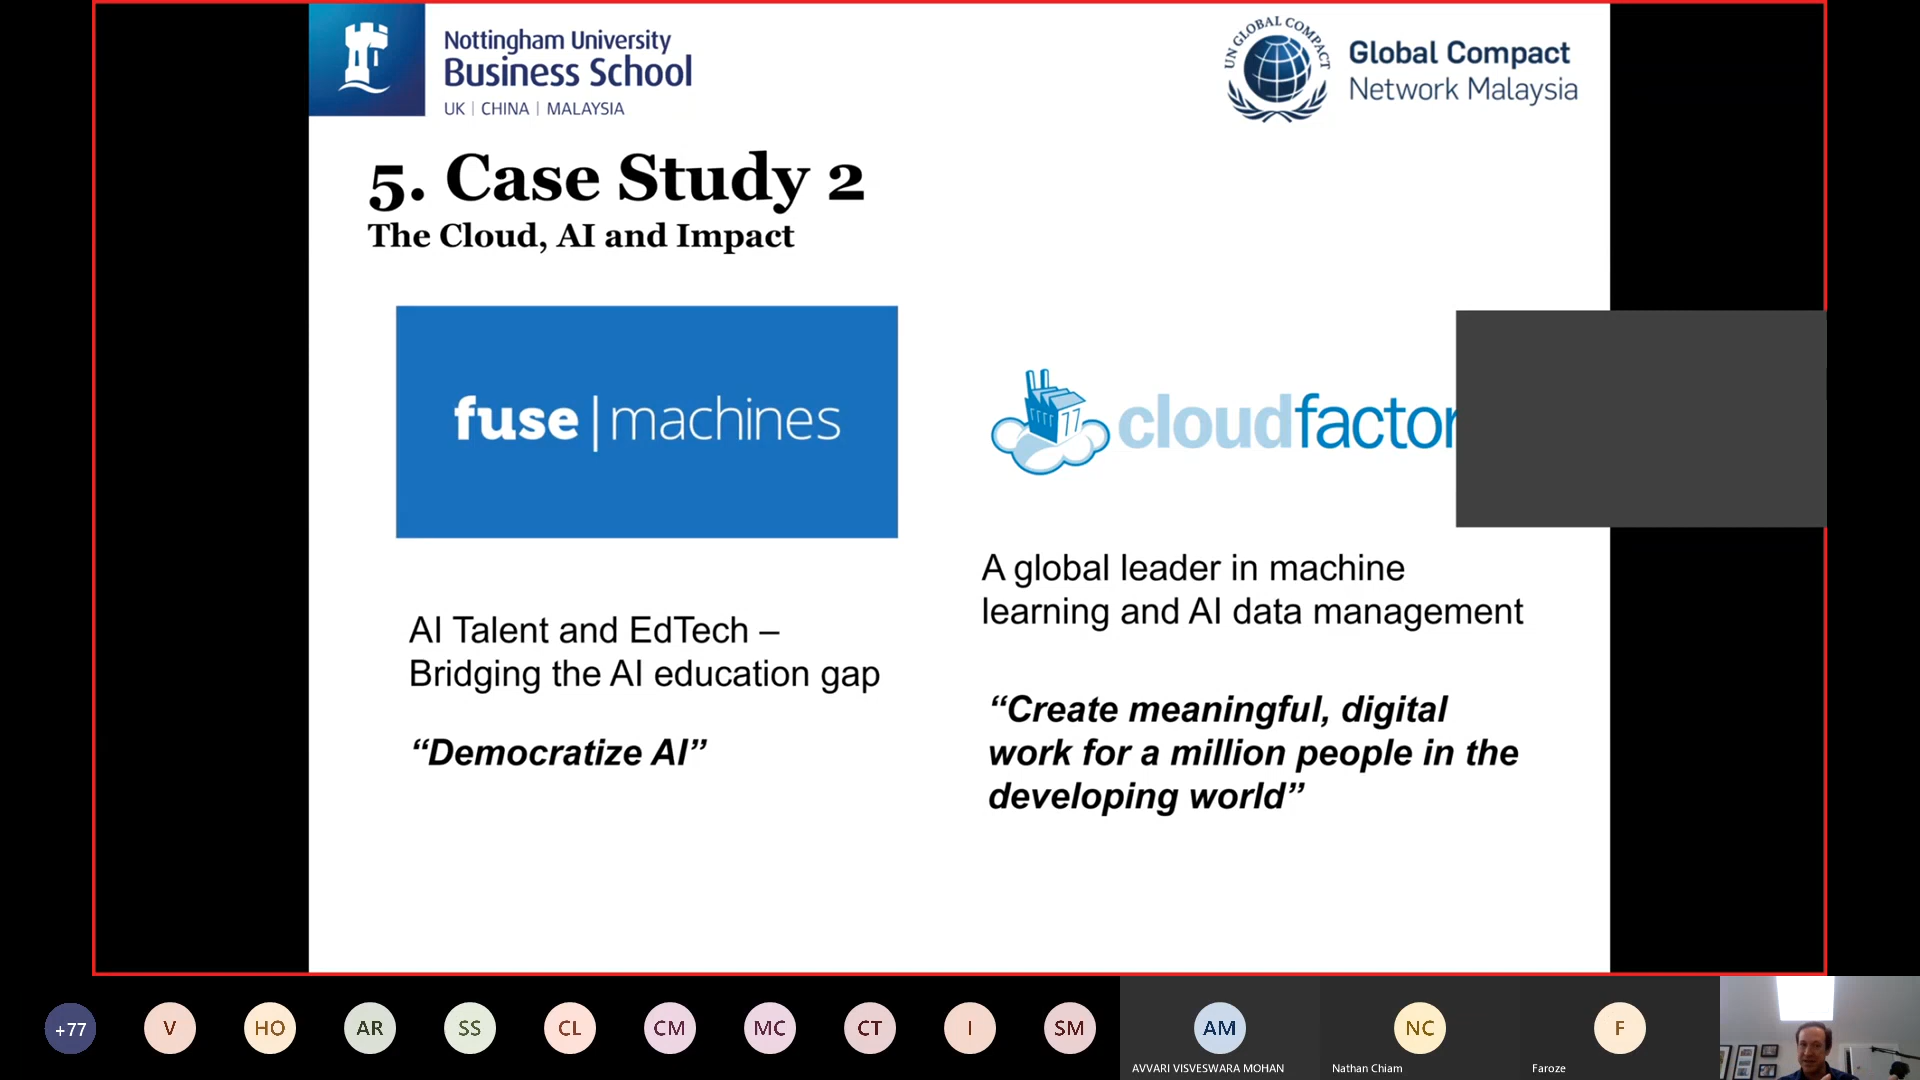 Nottingham University
Business School
UK | CHINA | MALAYSIA
UN GLOBAL COMPACT
Global Compact
Network Malaysia
5. Case Study 2
The Cloud, AI and Impact
fuse|machines
cloudfactor
AI Talent and EdTech –
Bridging the AI education gap
“Democratize AI”
A global leader in machine
learning and AI data management
“Create meaningful, digital
work for a million people in the
developing world”
+77
V
HO
AR
SS
CL
CM
MC
CT
I
SM
AM
NC
F
AVVARI VISVESWARA MOHAN
Nathan Chiam
Faroze